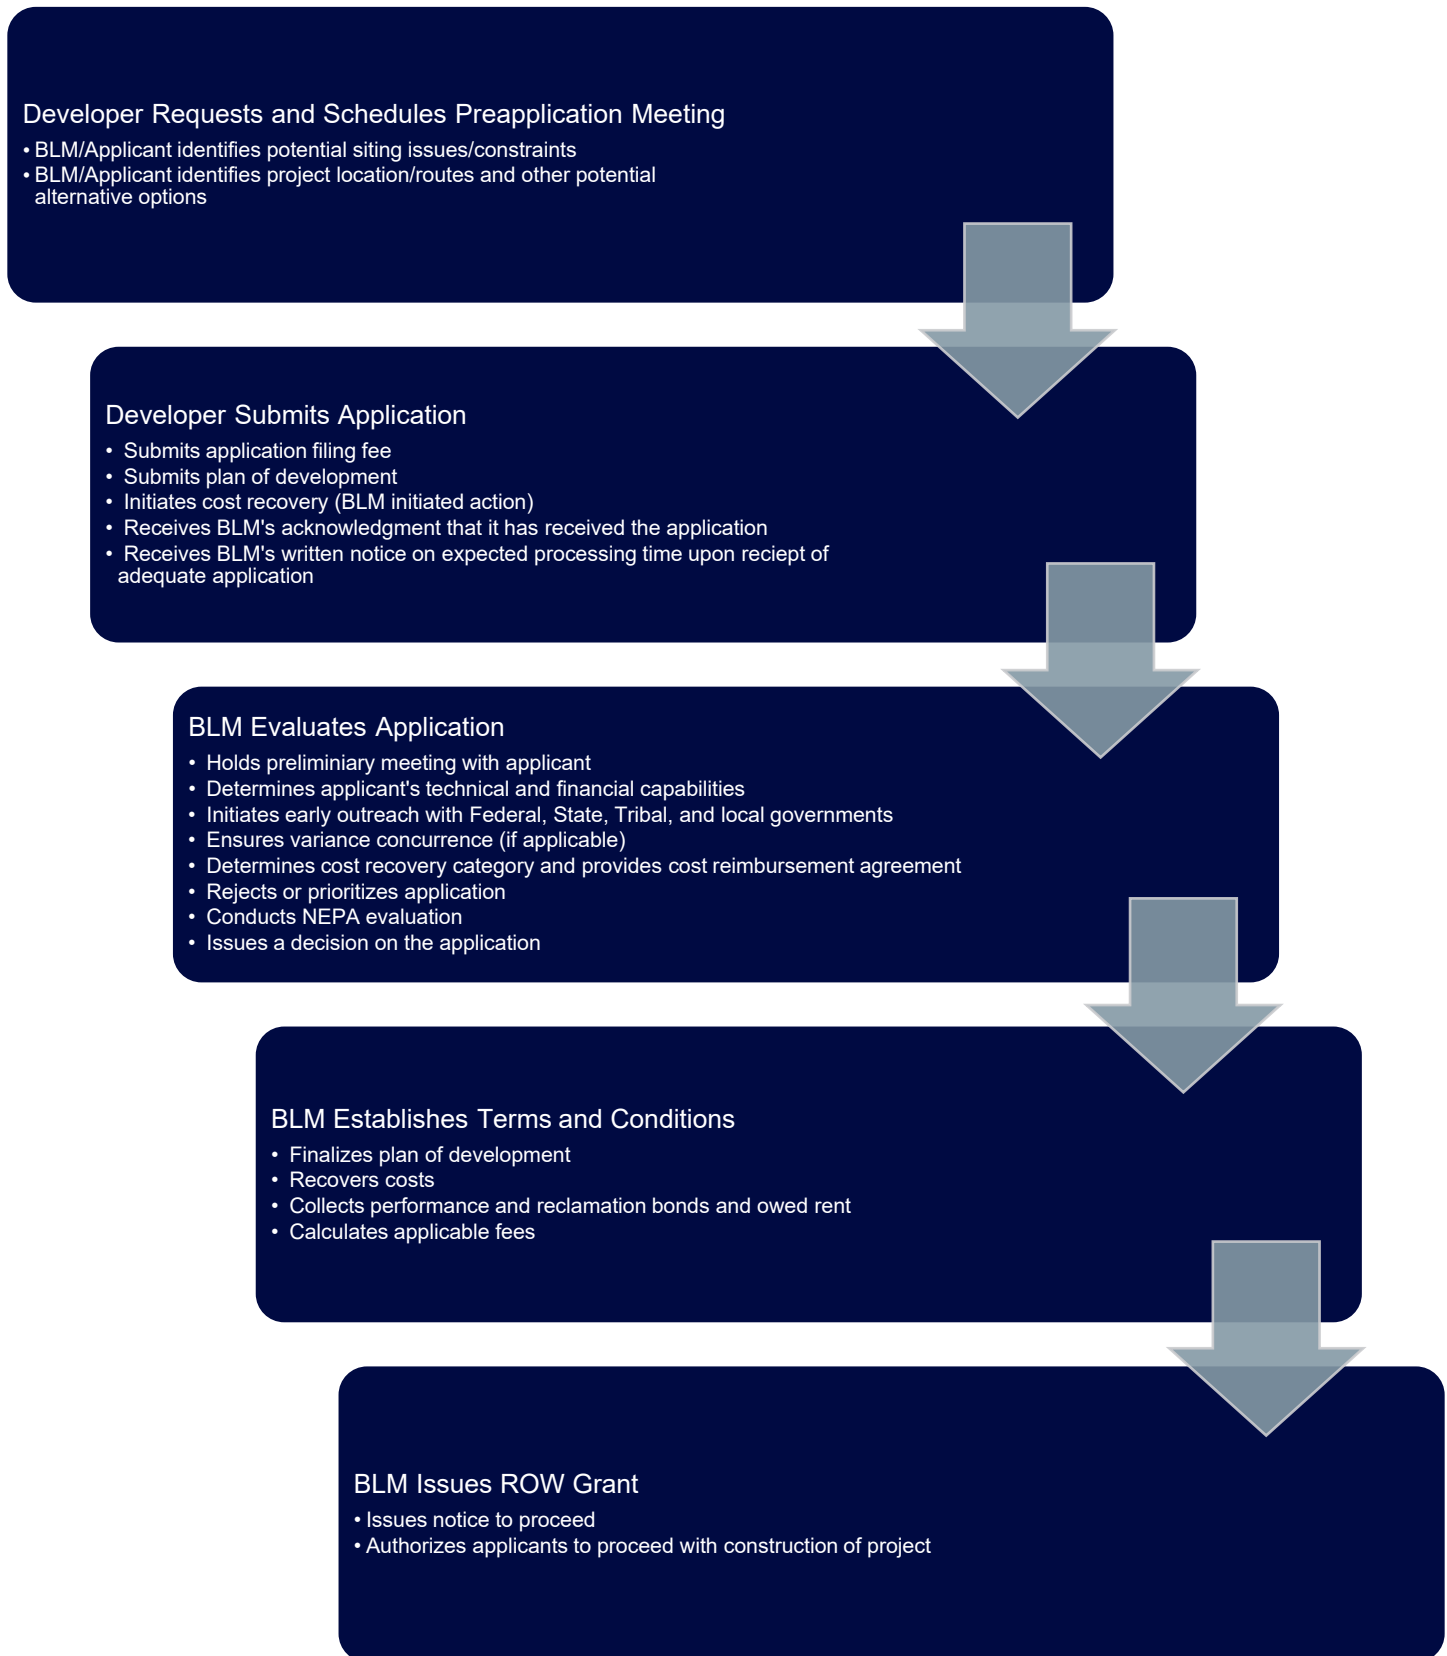 Developer Requests and Schedules Preapplication Meeting
• BLM/Applicant identifies potential siting issues/constraints
• BLM/Applicant identifies project location/routes and other potential
alternative options
Developer Submits Application
• Submits application filing fee
• Submits plan of development
• Initiates cost recovery (BLM initiated action)
• Receives BLM's acknowledgment that it has received the application
• Receives BLM's written notice on expected processing time upon reciept of
adequate application
BLM Evaluates Application
• Holds preliminiary meeting with applicant
• Determines applicant's technical and financial capabilities
• Initiates early outreach with Federal, State, Tribal, and local governments
• Ensures variance concurrence (if applicable)
• Determines cost recovery category and provides cost reimbursement agreement
• Rejects or prioritizes application
• Conducts NEPA evaluation
• Issues a decision on the application
BLM Establishes Terms and Conditions
• Finalizes plan of development
• Recovers costs
• Collects performance and reclamation bonds and owed rent
• Calculates applicable fees
BLM Issues ROW Grant
• Issues notice to proceed
• Authorizes applicants to proceed with construction of project